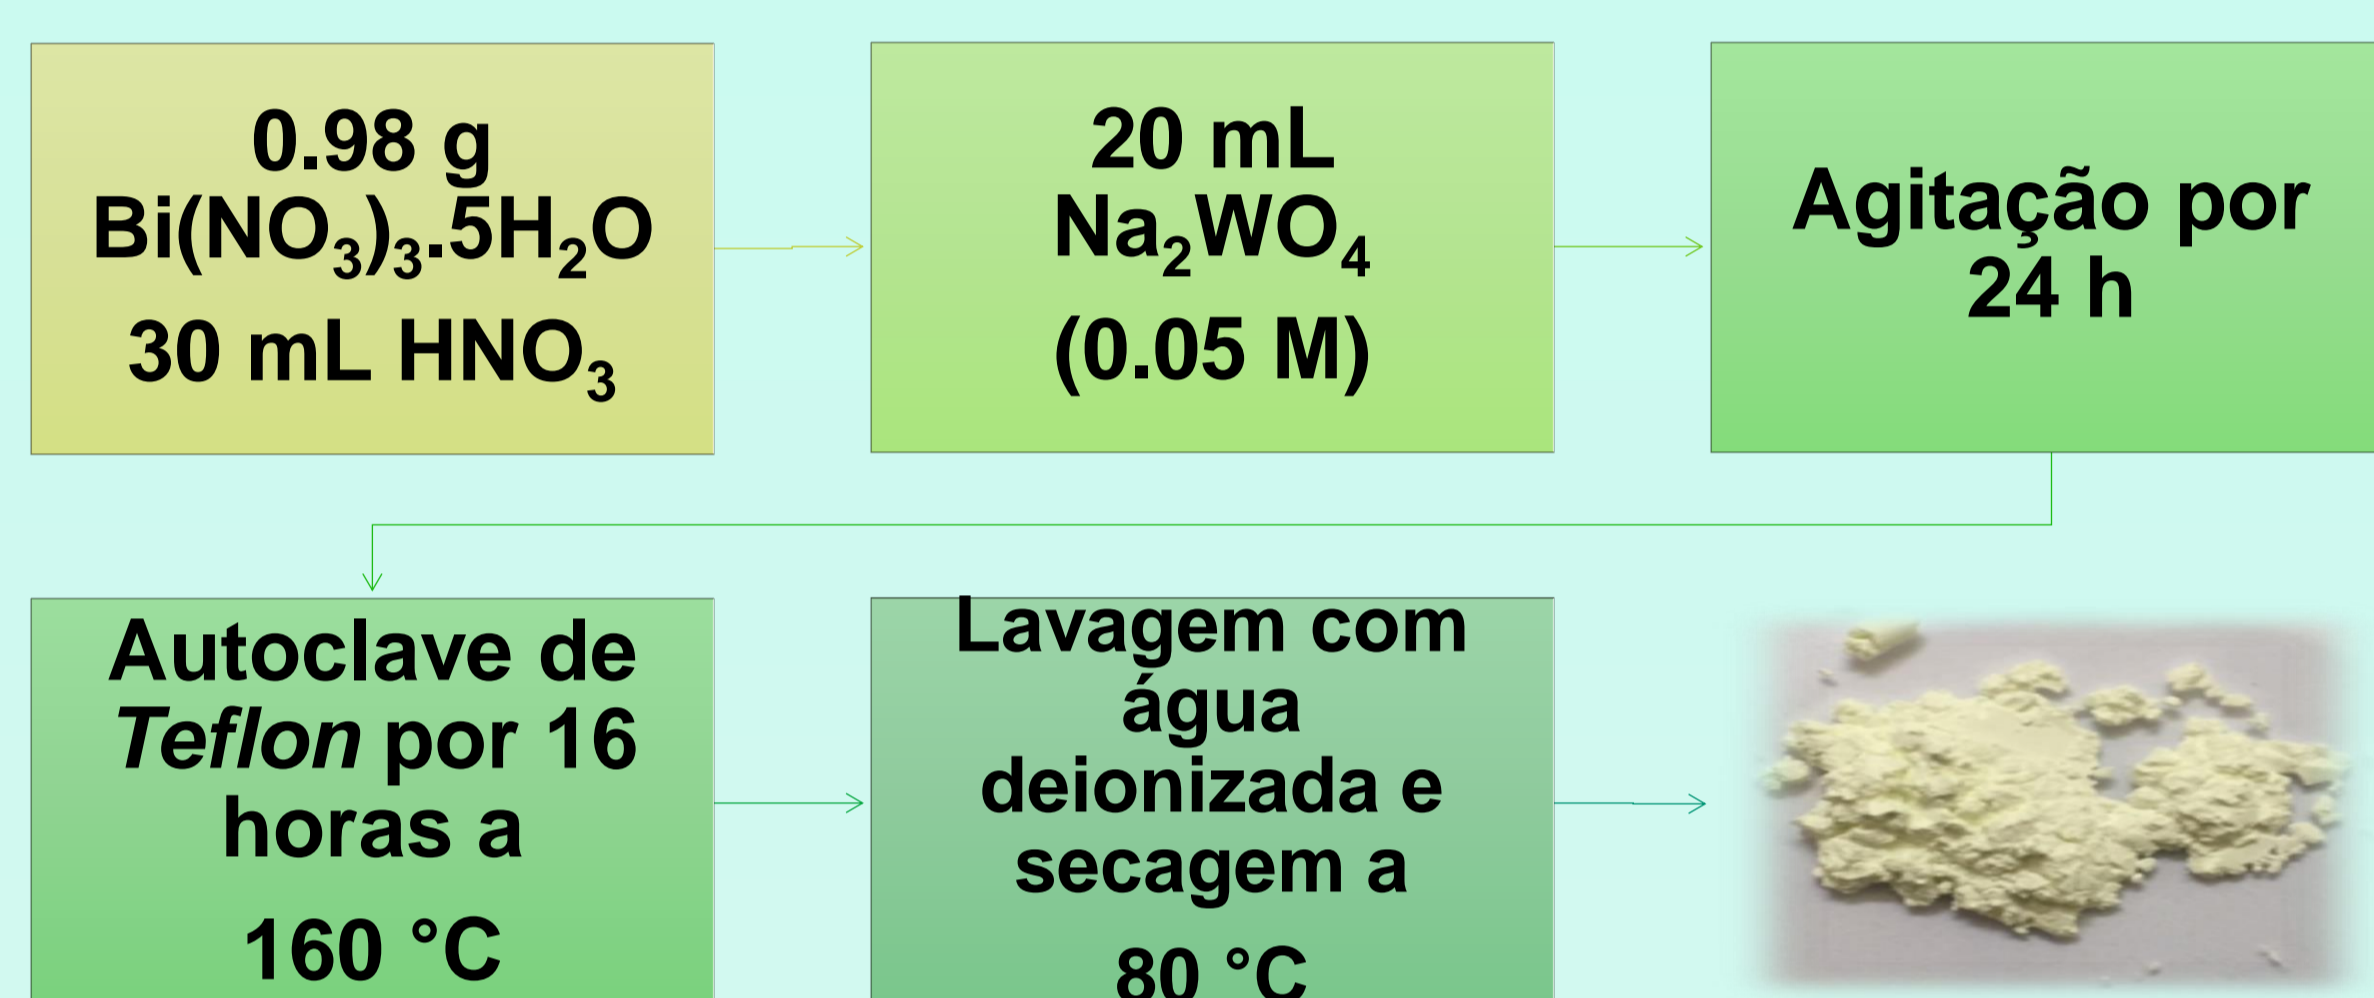 0.98 g
Bi(NO₃)₃.5H₂O
30 mL HNO₃
20 mL
Na₂WO₄
(0.05 M)
Agitação por
24 h
Autoclave de
Teflon por 16
horas a
160 °C
Lavagem com
água
deionizada e
secagem a
80 °C